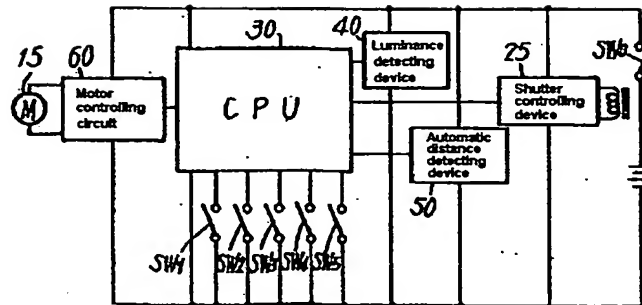 30
40
15
60
Luminance
detecting
device
25
M
Motor
controlling
circuit
CPU
Shutter
controlling
device
Automatic
distance
detecting
device
50
SW1
SW2
SW3
SW4
SW5